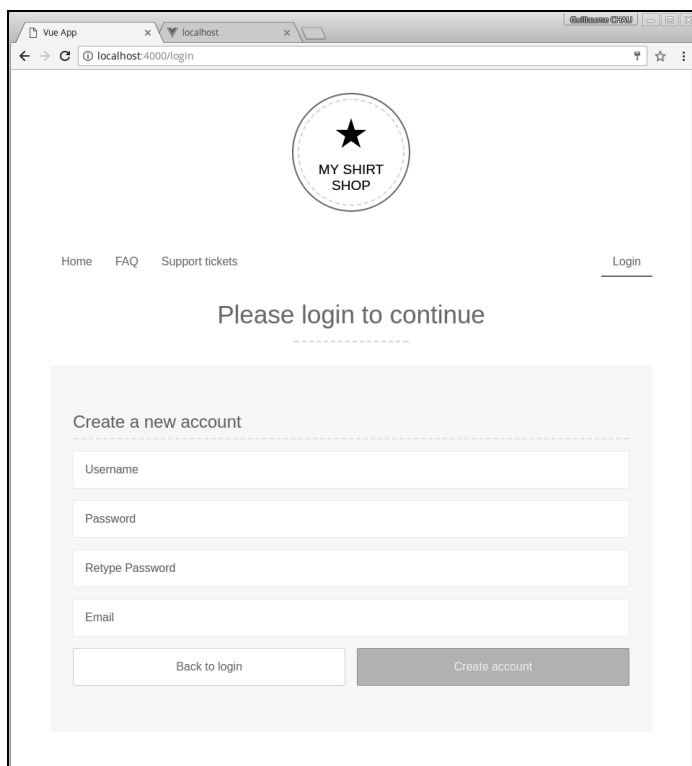 Guillaume CHAU
Vue App
localhost
localhost:4000/login
MY SHIRT
SHOP
Home FAQ Support tickets Login
Please login to continue
Create a new account
Username
Password
Retype Password
Email
Back to login Create account